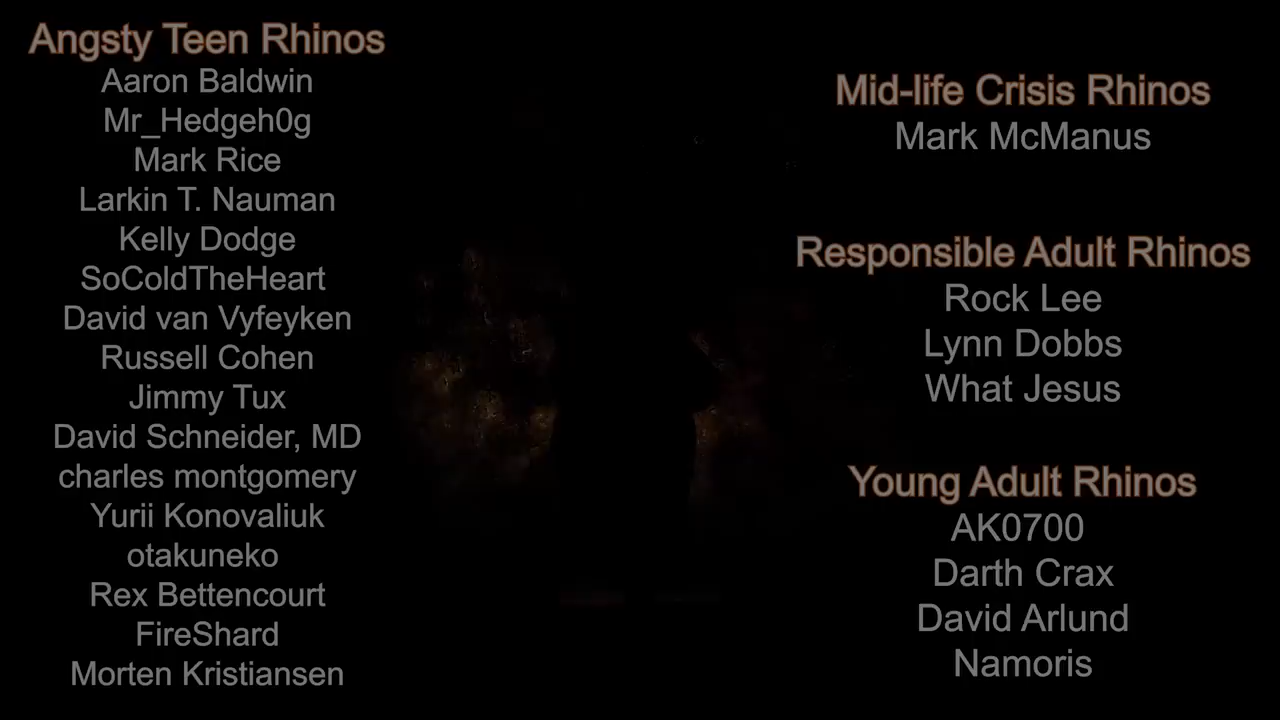 Angsty Teen Rhinos
Aaron Baldwin
Mr_Hedgeh0g
Mark Rice
Larkin T. Nauman
Kelly Dodge
SoColdTheHeart
David van Vyfeyken
Russell Cohen
Jimmy Tux
David Schneider, MD
charles montgomery
Yurii Konovaliuk
otakuneko
Rex Bettencourt
FireShard
Morten Kristiansen
Mid-life Crisis Rhinos
Mark McManus
Responsible Adult Rhinos
Rock Lee
Lynn Dobbs
What Jesus
Young Adult Rhinos
AK0700
Darth Crax
David Arlund
Namoris